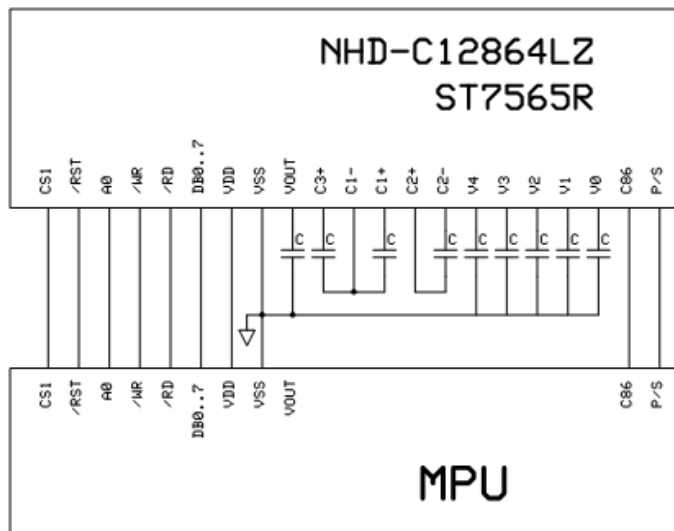 NHD-C12864LZ
ST7565R
CS1 /RST A0 /WR /RD DB0..7 VDD VSS VOUT C3+ C1- C1+ C2+ C2- V4 V3 V2 V1 V0 C86 P/S
C C C C C C C C C
CS1 /RST A0 /WR /RD DB0..7 VDD VSS VOUT C86 P/S
MPU